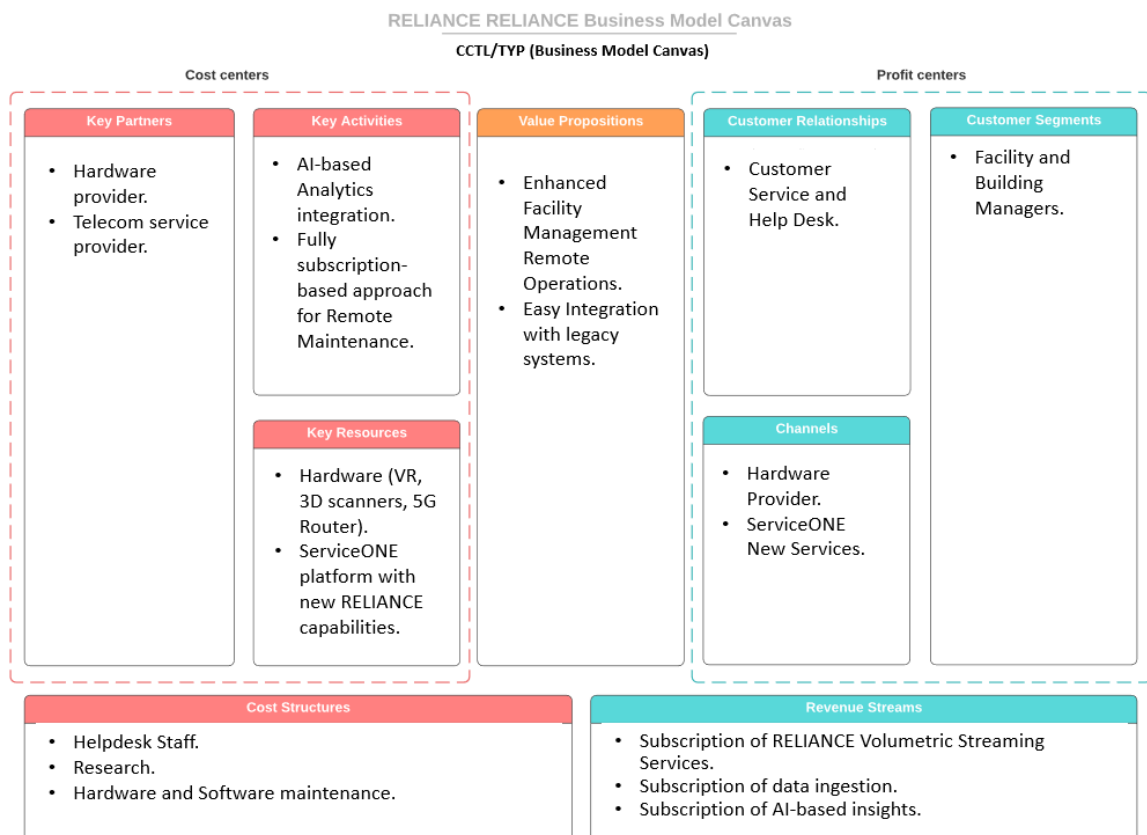 RELIANCE RELIANCE Business Model Canvas
CCTL/TYP (Business Model Canvas)
Cost centers
Profit centers
Key Partners
• Hardware
provider.
• Telecom service
provider.
Key Activities
• AI-based
Analytics
integration.
• Fully
subscription-
based approach
for Remote
Maintenance.
Key Resources
• Hardware (VR,
3D scanners, 5G
Router).
• ServiceONE
platform with
new RELIANCE
capabilities.
Value Propositions
• Enhanced
Facility
Management
Remote
Operations.
• Easy Integration
with legacy
systems.
Customer Relationships
• Customer
Service and
Help Desk.
Channels
• Hardware
Provider.
• ServiceONE
New Services.
Customer Segments
• Facility and
Building
Managers.
Cost Structures
• Helpdesk Staff.
• Research.
• Hardware and Software maintenance.
Revenue Streams
• Subscription of RELIANCE Volumetric Streaming
Services.
• Subscription of data ingestion.
• Subscription of AI-based insights.